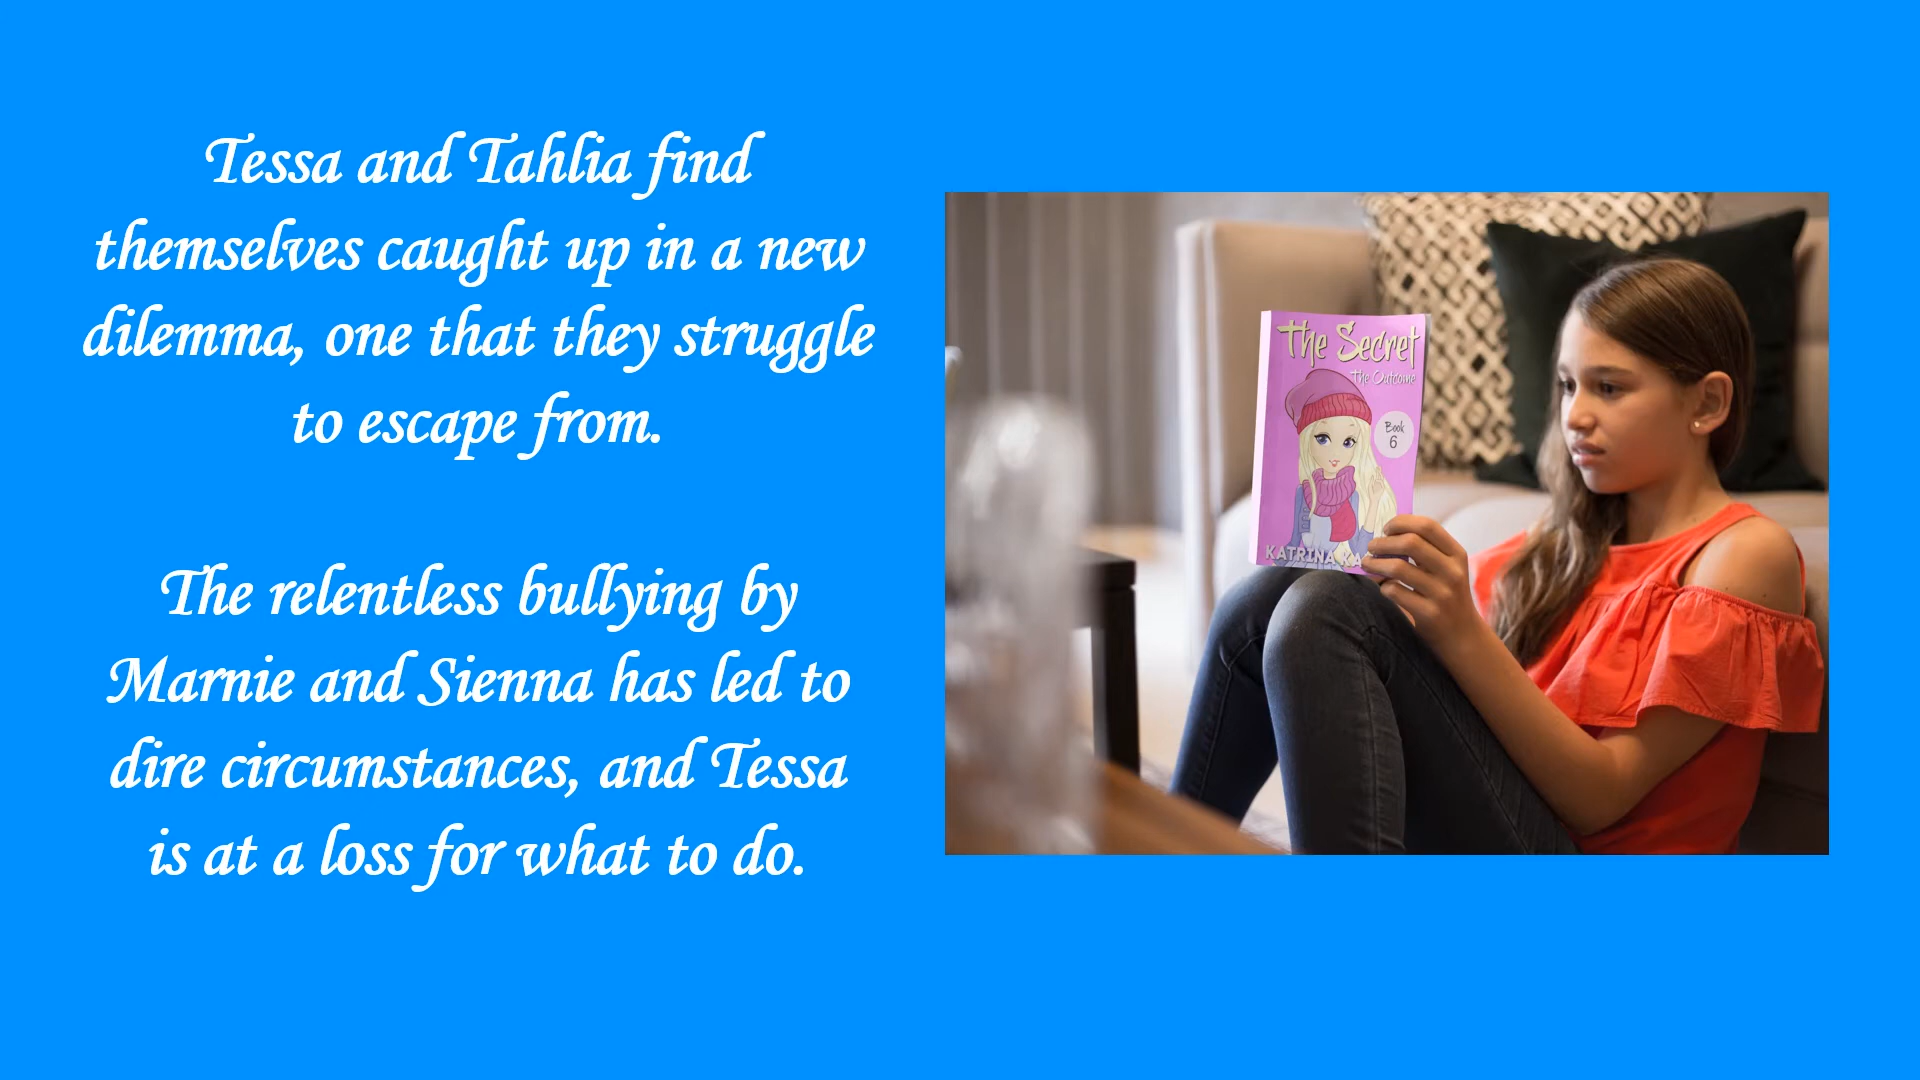 Tessa and Tahlia find
themselves caught up in a new
dilemma, one that they struggle
to escape from.
The relentless bullying by
Marnie and Sienna has led to
dire circumstances, and Tessa
is at a loss for what to do.
The Secret
The Outcome
Book
6
KATRINA KA